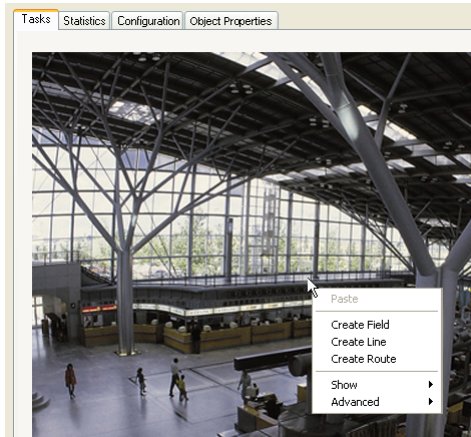 Tasks Statistics Configuration Object Properties
Paste
Create Field
Create Line
Create Route
Show
Advanced